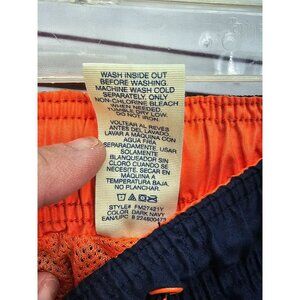 WASH INSIDE OUT
BEFORE WASHING.
MACHINE WASH COLD
SEPARATELY. ONLY
NON-CHLORINE BLEACH
WHEN NEEDED.
TUMBLE DRY LOW.
DO NOT IRON
VOLTEAR AL REVES
ANTES DEL LAVADO.
LAVAR A MAQUINA
CON AGUA FRIA
SEPARADAMENTE. USAR
SOLAMENTE
BLANQUEADOR SIN
CLORO CUANDO SE
NECESITE. SECAR EN
MAQUINA A
TEMPERATURA BAJA.
NO PLANCHAR.
STYLE# FM27421Y
COLOR DARK NAVY